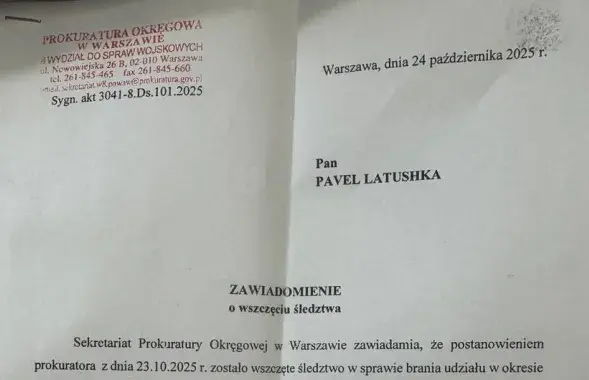 PROKURATURA OKRĘGOWA
W WARSZAWIE
WYDZIAŁ DO SPRAW WOJSKOWYCH
ul. Nowowiejska 26 B, 02-010 Warszawa
tel. 261-845-465 fax 261-845-660
Sygn. akt 3041-8.Ds.101.2025
Warszawa, dnia 24 października 2025 r.
Pan
PAVEL LATUSHKA
ZAWIADOMIENIE
o wszczęciu śledztwa
Sekretariat Prokuratury Okręgowej w Warszawie zawiadamia, że postanowieniem
prokuratora z dnia 23.10.2025 r. zostało wszczęte śledztwo w sprawie brania udziału w okresie